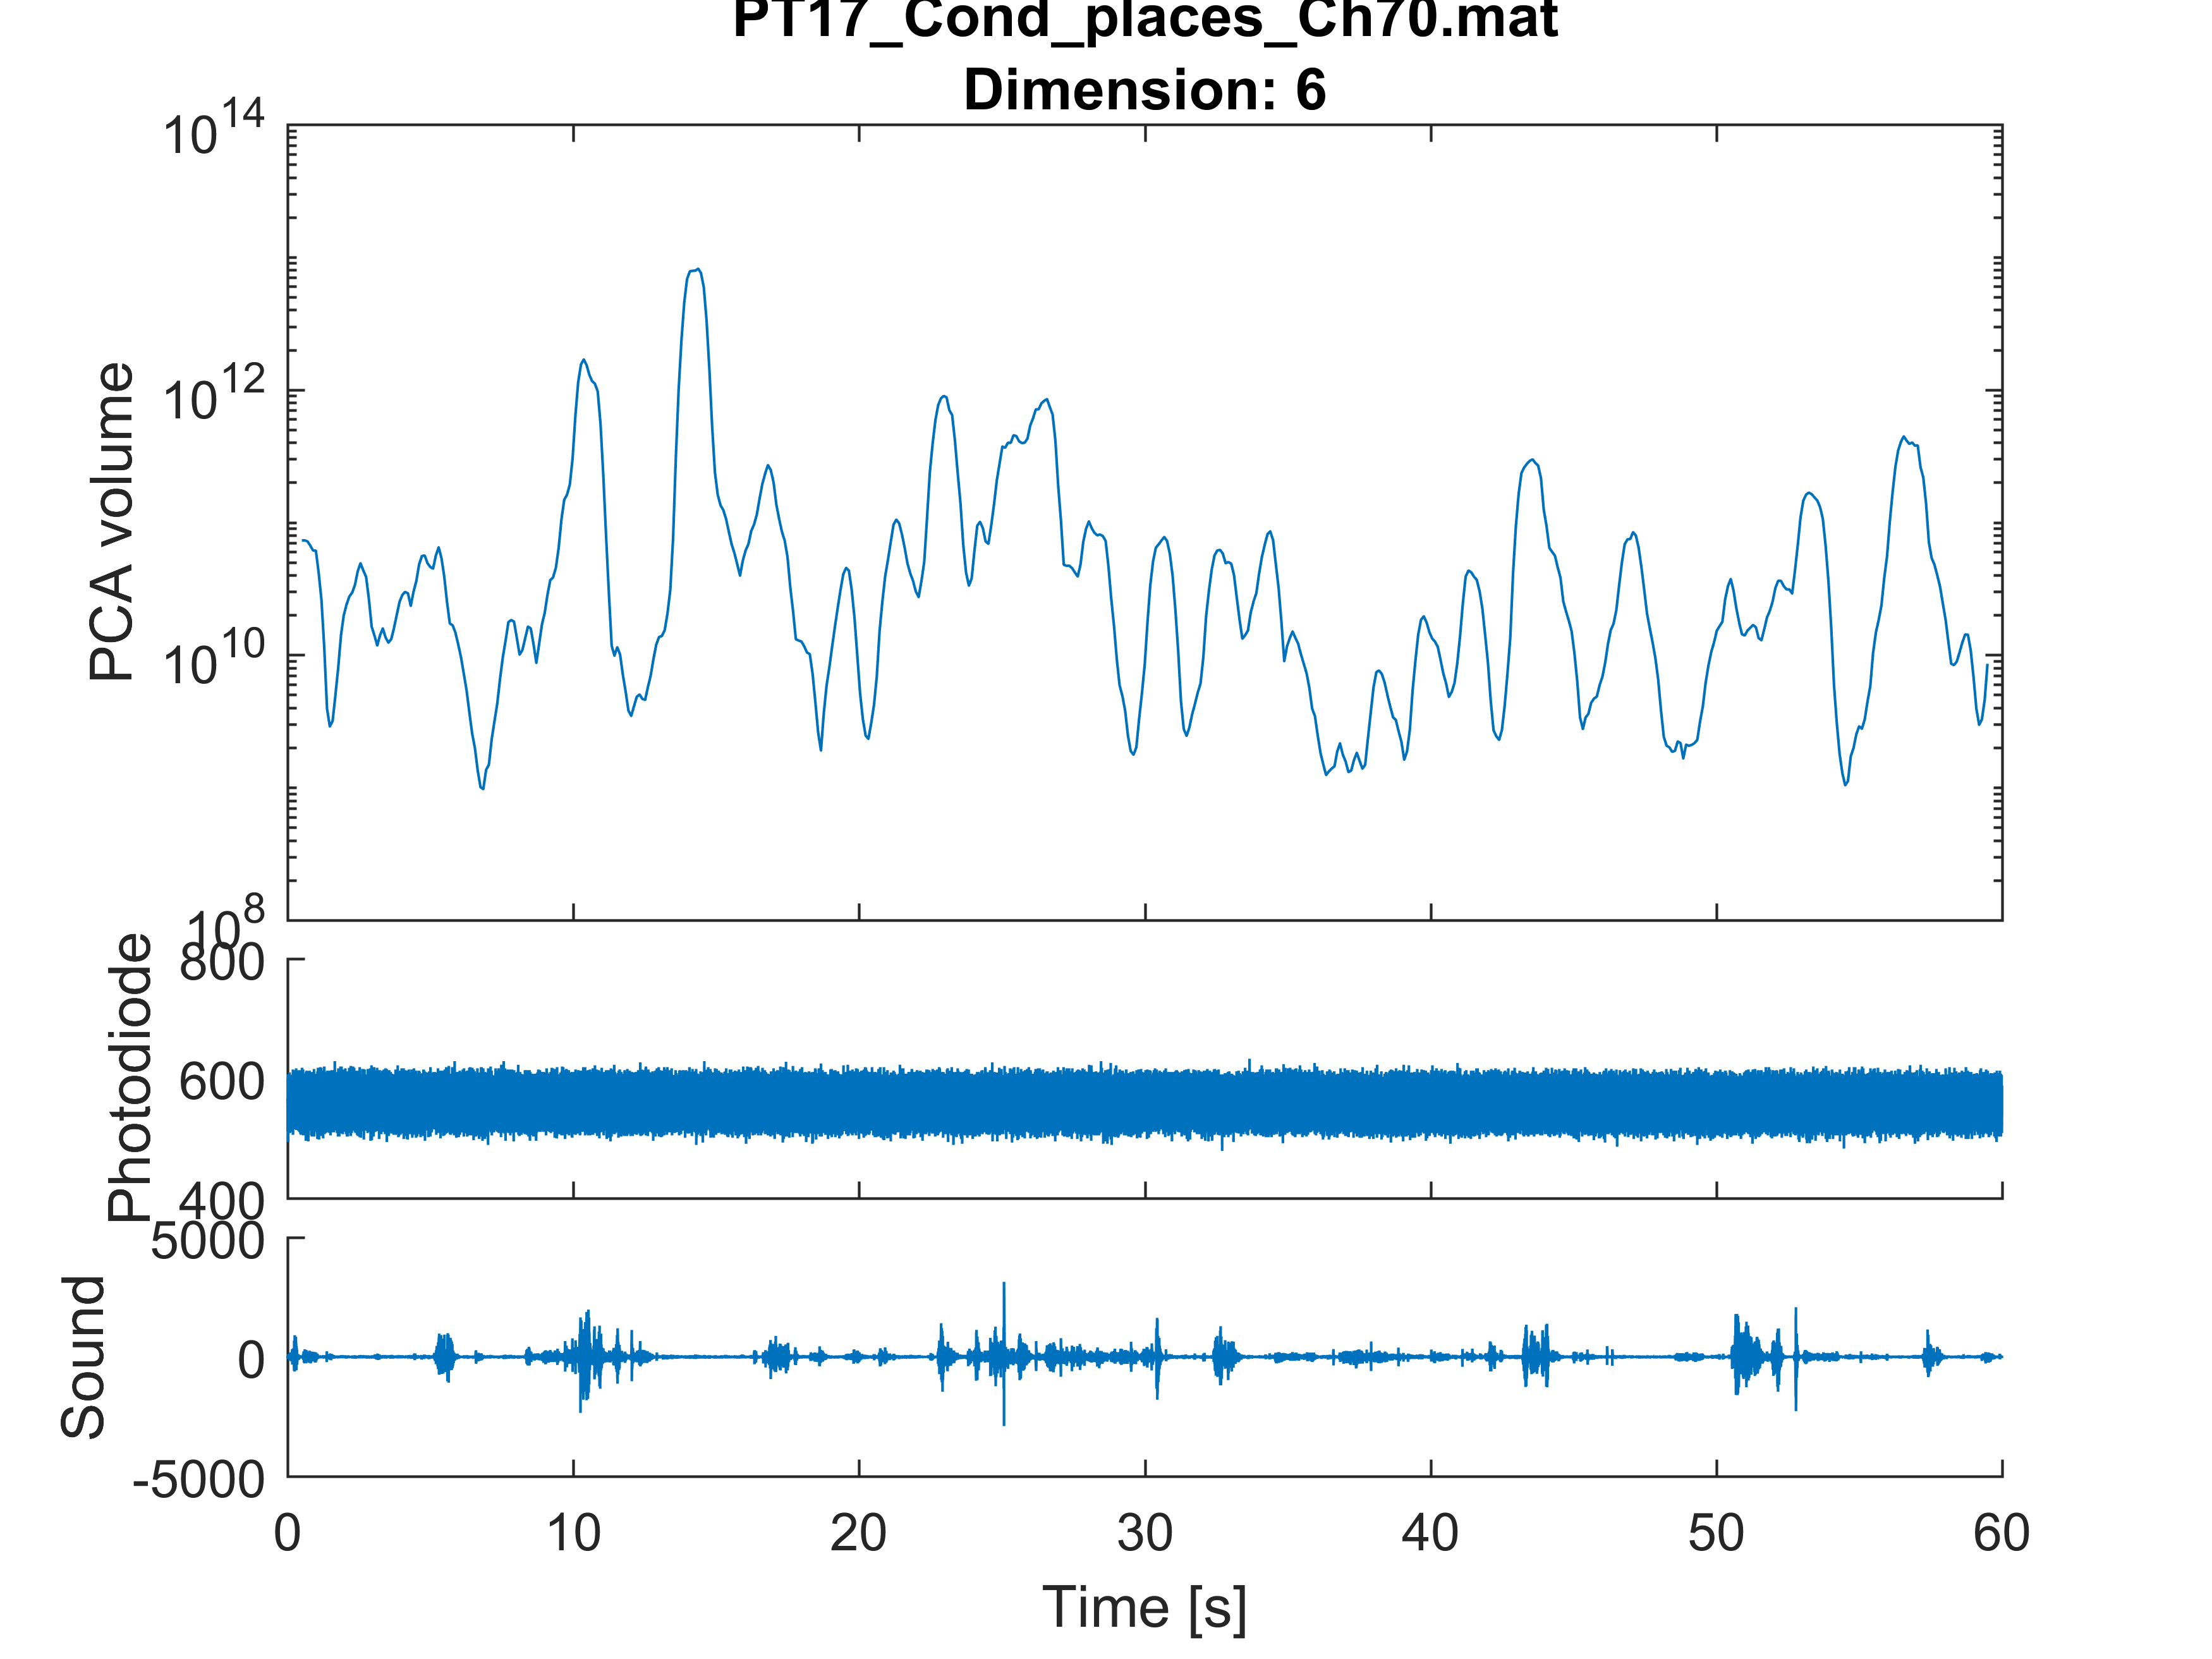 PT17_Cond_places_Ch70.mat
Dimension: 6
10^14
10^12
10^10
10^8
PCA volume
800
600
400
Photodiode
5000
0
-5000
Sound
0 10 20 30 40 50 60
Time [s]